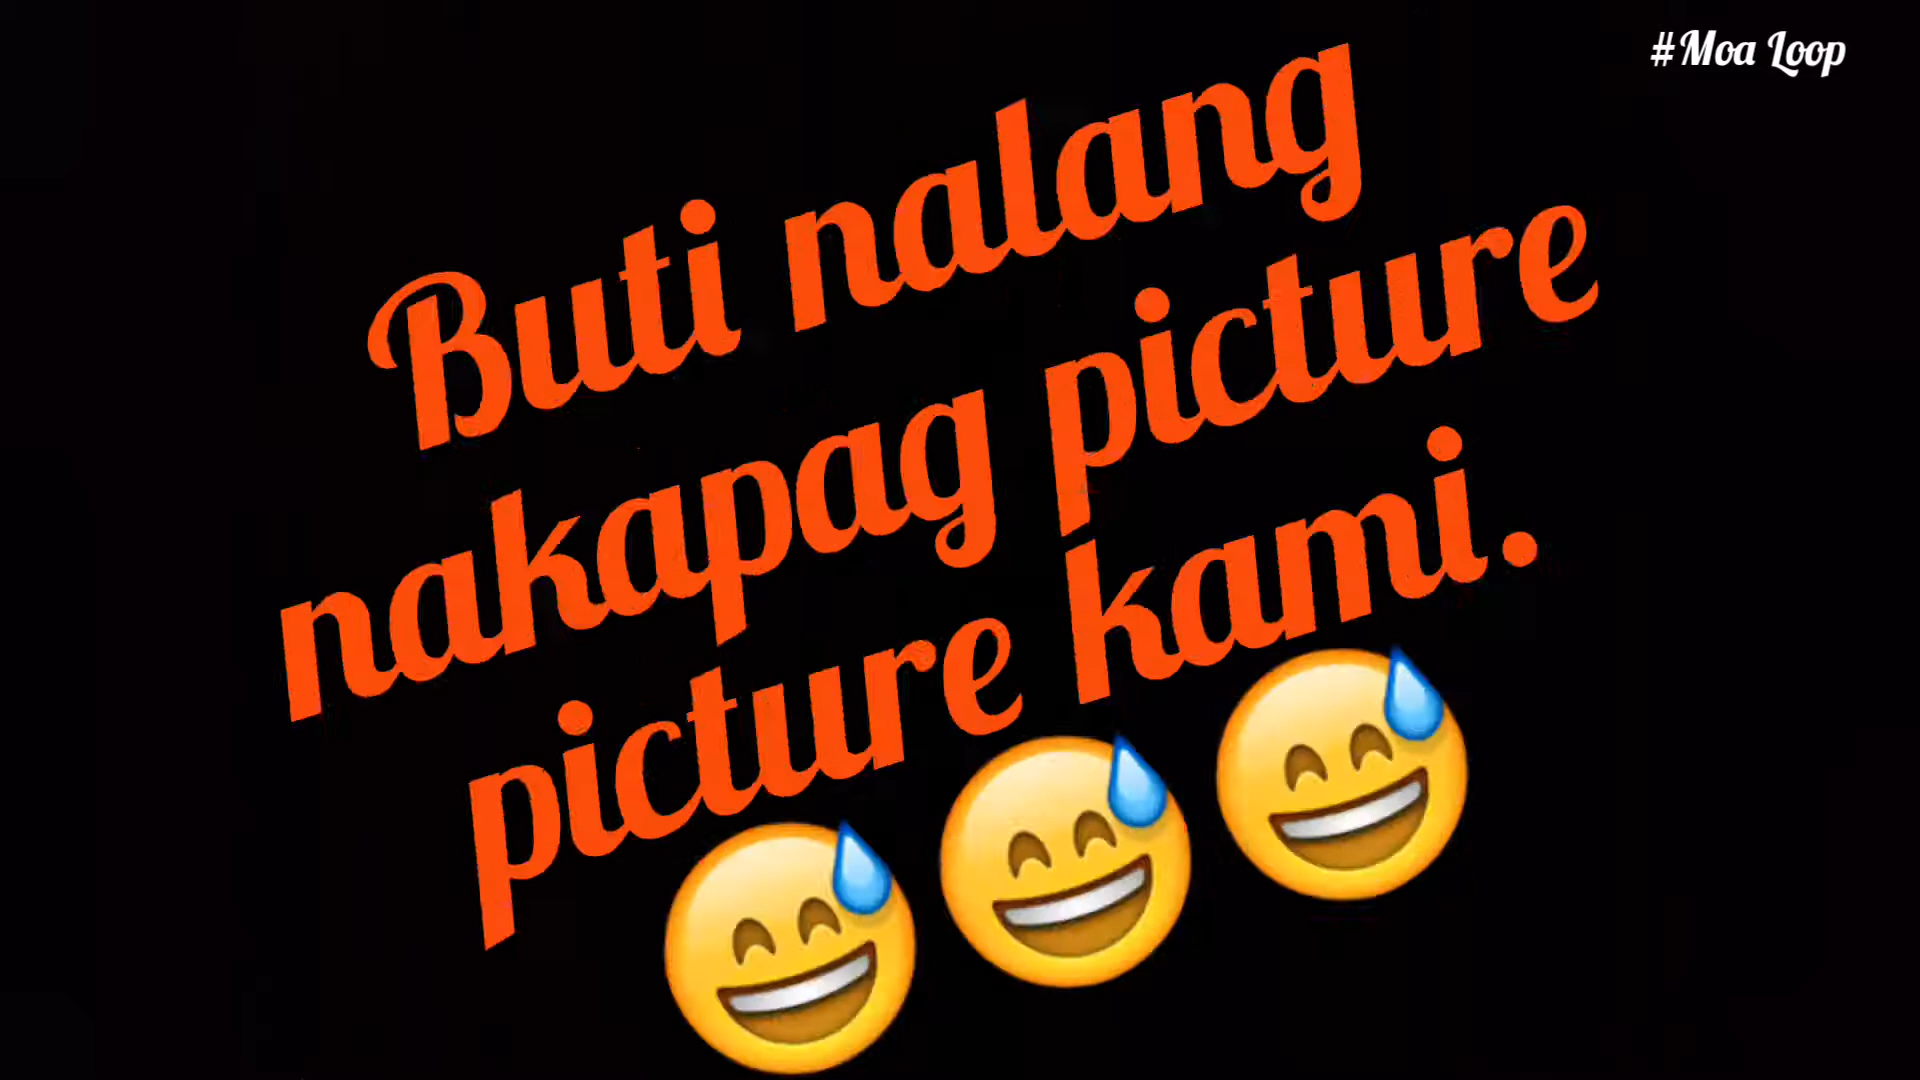 #Moa Loop
Buti nalang
nakapag picture
picture kami.
😅😅😅